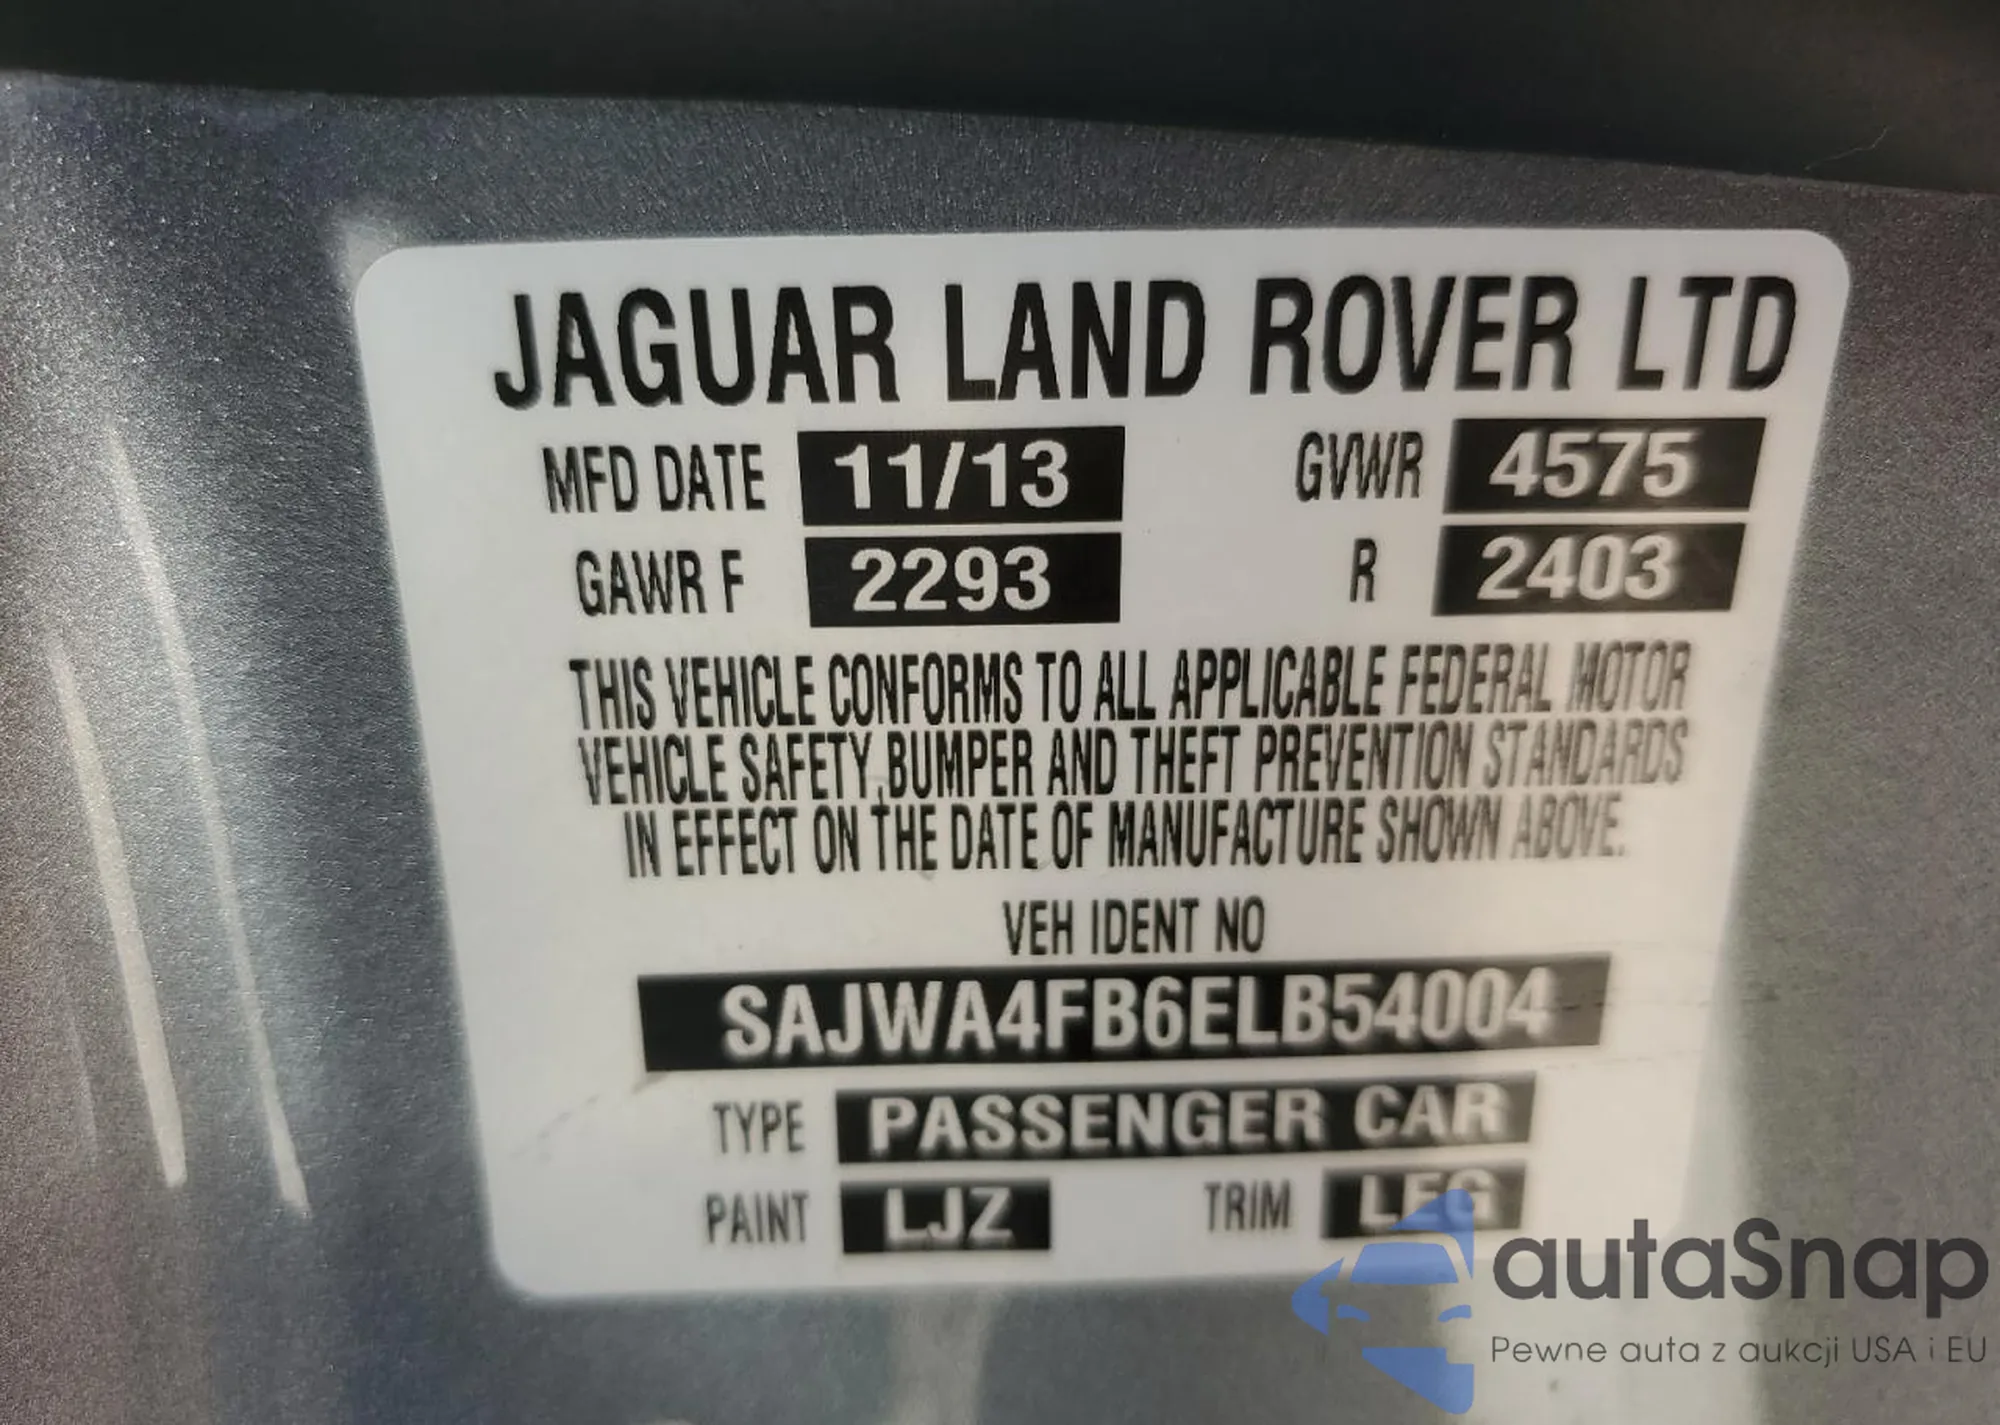 JAGUAR LAND ROVER LTD
MFD DATE 11/13 GVWR 4575
GAWR F 2293 R 2403
THIS VEHICLE CONFORMS TO ALL APPLICABLE FEDERAL MOTOR
VEHICLE SAFETY, BUMPER AND THEFT PREVENTION STANDARDS
IN EFFECT ON THE DATE OF MANUFACTURE SHOWN ABOVE.
VEH IDENT NO
SAJWA4FB6ELB54004
TYPE PASSENGER CAR
PAINT LJZ TRIM LEG
autaSnap
Pewne auta z aukcji USA i EU